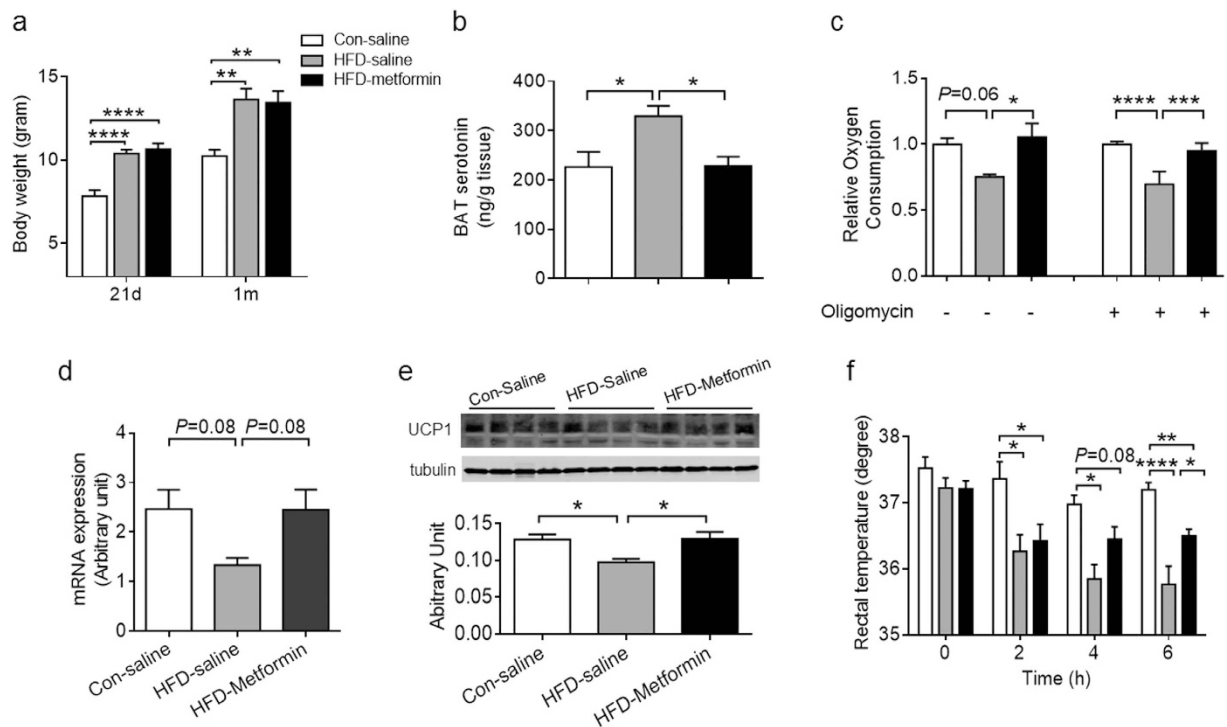 a
Con-saline
HFD-saline
HFD-metformin
Body weight (gram)
15
10
5
****
****
**
**
21d
1m
b
BAT serotonin
(ng/g tissue)
400
300
200
100
0
*
*
c
Relative Oxygen
Consumption
1.5
1.0
0.5
0.0
P=0.06
*
****
***
Oligomycin
- - - + + +
d
mRNA expression
(Arbitrary unit)
4
3
2
1
0
P=0.08
P=0.08
Con-saline
HFD-saline
HFD-Metformin
e
Con-Saline
HFD-Saline
HFD-Metformin
UCP1
tubulin
Abitrary Unit
0.20
0.15
0.10
0.05
0.00
*
*
Con-saline
HFD-saline
HFD-Metformin
f
Rectal temperature (degree)
38
37
36
35
*
*
P=0.08
*
**
****
*
0
2
4
6
Time (h)